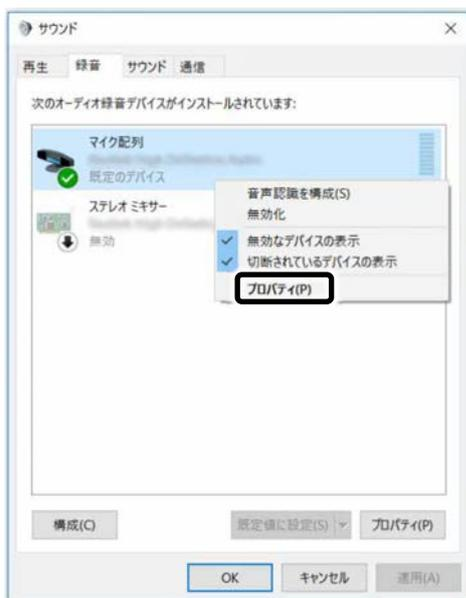 サウンド
再生 録音 サウンド 通信
次のオーディオ録音デバイスがインストールされています:
マイク配列
既定のデバイス
ステレオ ミキサー
無効
音声認識を構成(S)
無効化
無効なデバイスの表示
切断されているデバイスの表示
プロパティ(P)
構成(C) 既定値に設定(S) プロパティ(P)
OK キャンセル 適用(A)